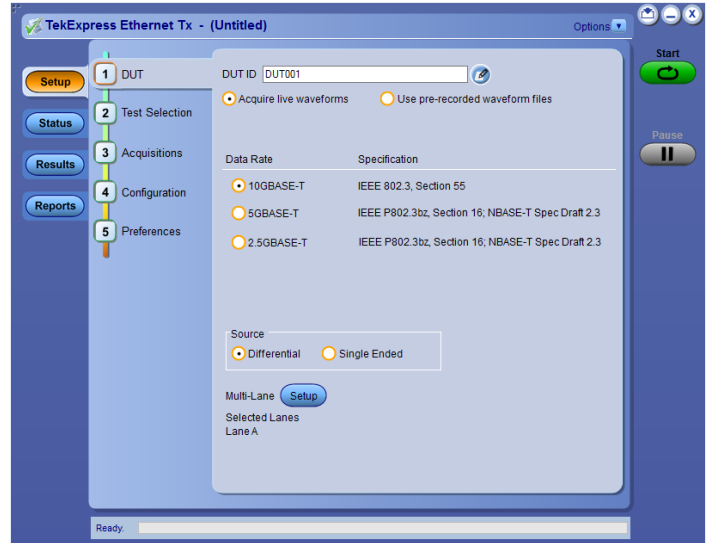 TekExpress Ethernet Tx - (Untitled)
Options
Start
Pause
Setup
Status
Results
Reports
1 DUT
2 Test Selection
3 Acquisitions
4 Configuration
5 Preferences
DUT ID DUT001
Acquire live waveforms Use pre-recorded waveform files
Data Rate Specification
10GBASE-T IEEE 802.3, Section 55
5GBASE-T IEEE P802.3bz, Section 16; NBASE-T Spec Draft 2.3
2.5GBASE-T IEEE P802.3bz, Section 16; NBASE-T Spec Draft 2.3
Source
Differential Single Ended
Multi-Lane Setup
Selected Lanes
Lane A
Ready.